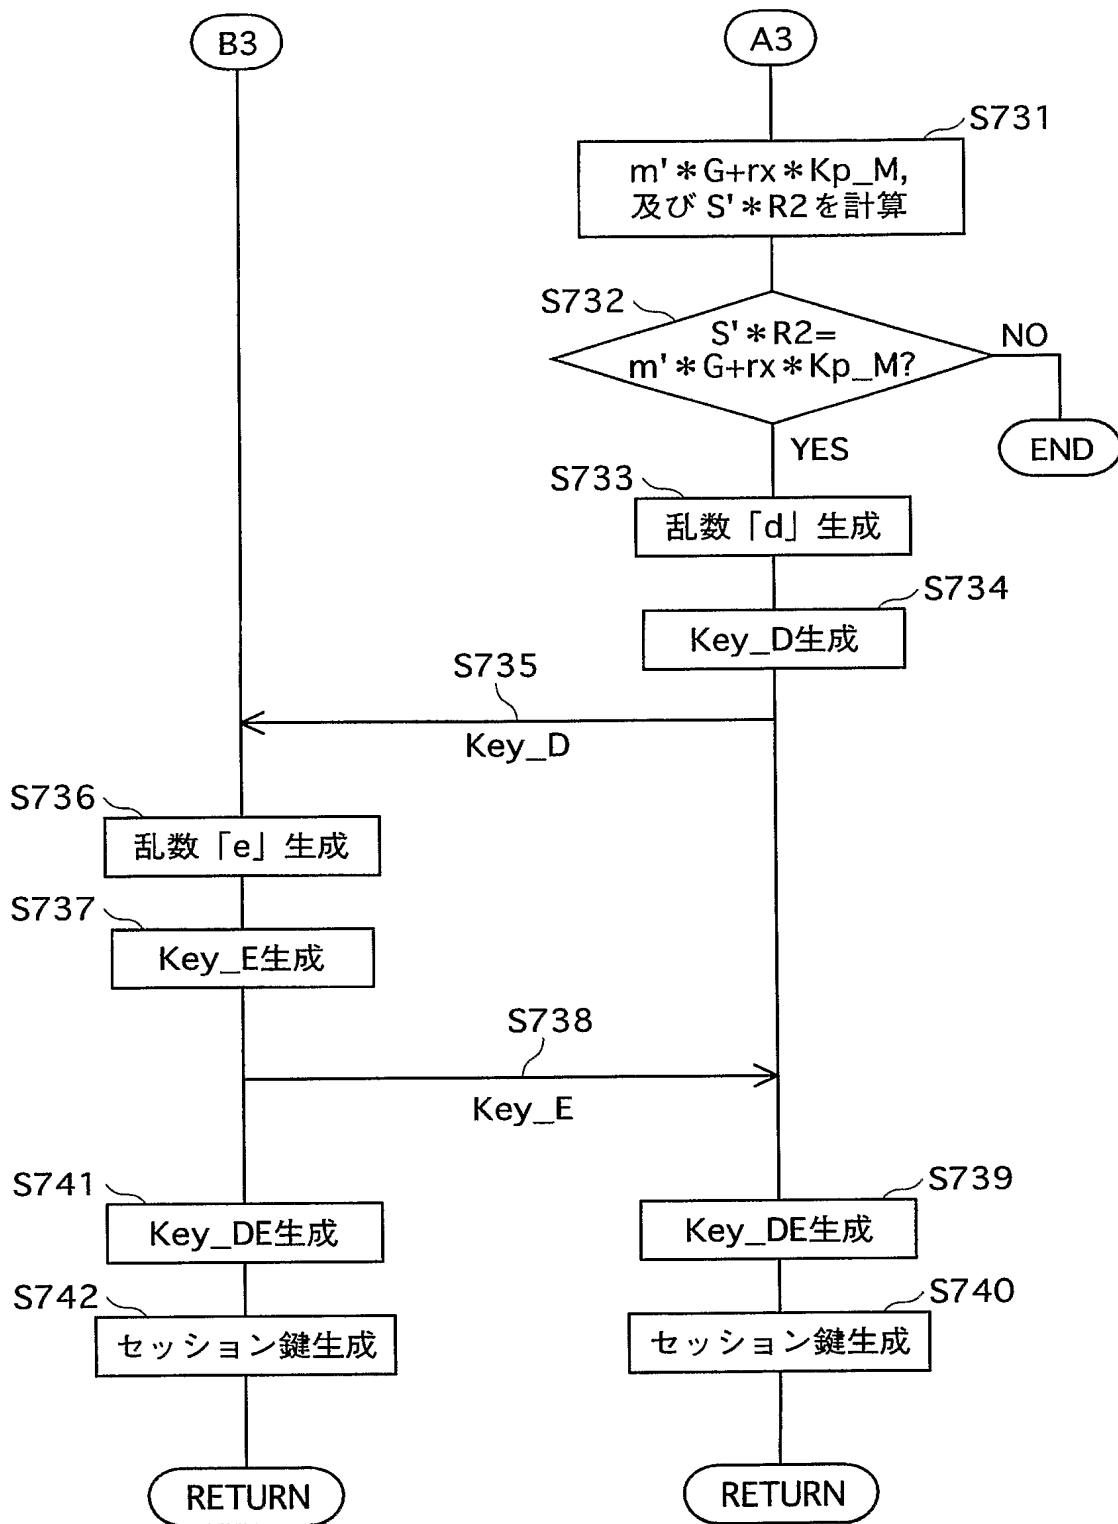 B3
A3
S731
m'*G+rx*Kp_M,
及び S'*R2を計算
S732
S'*R2=
m'*G+rx*Kp_M?
NO
END
YES
S733
乱数「d」生成
S734
Key_D生成
S735
Key_D
S736
乱数「e」生成
S737
Key_E生成
S738
Key_E
S741
Key_DE生成
S739
Key_DE生成
S742
セッション鍵生成
S740
セッション鍵生成
RETURN
RETURN